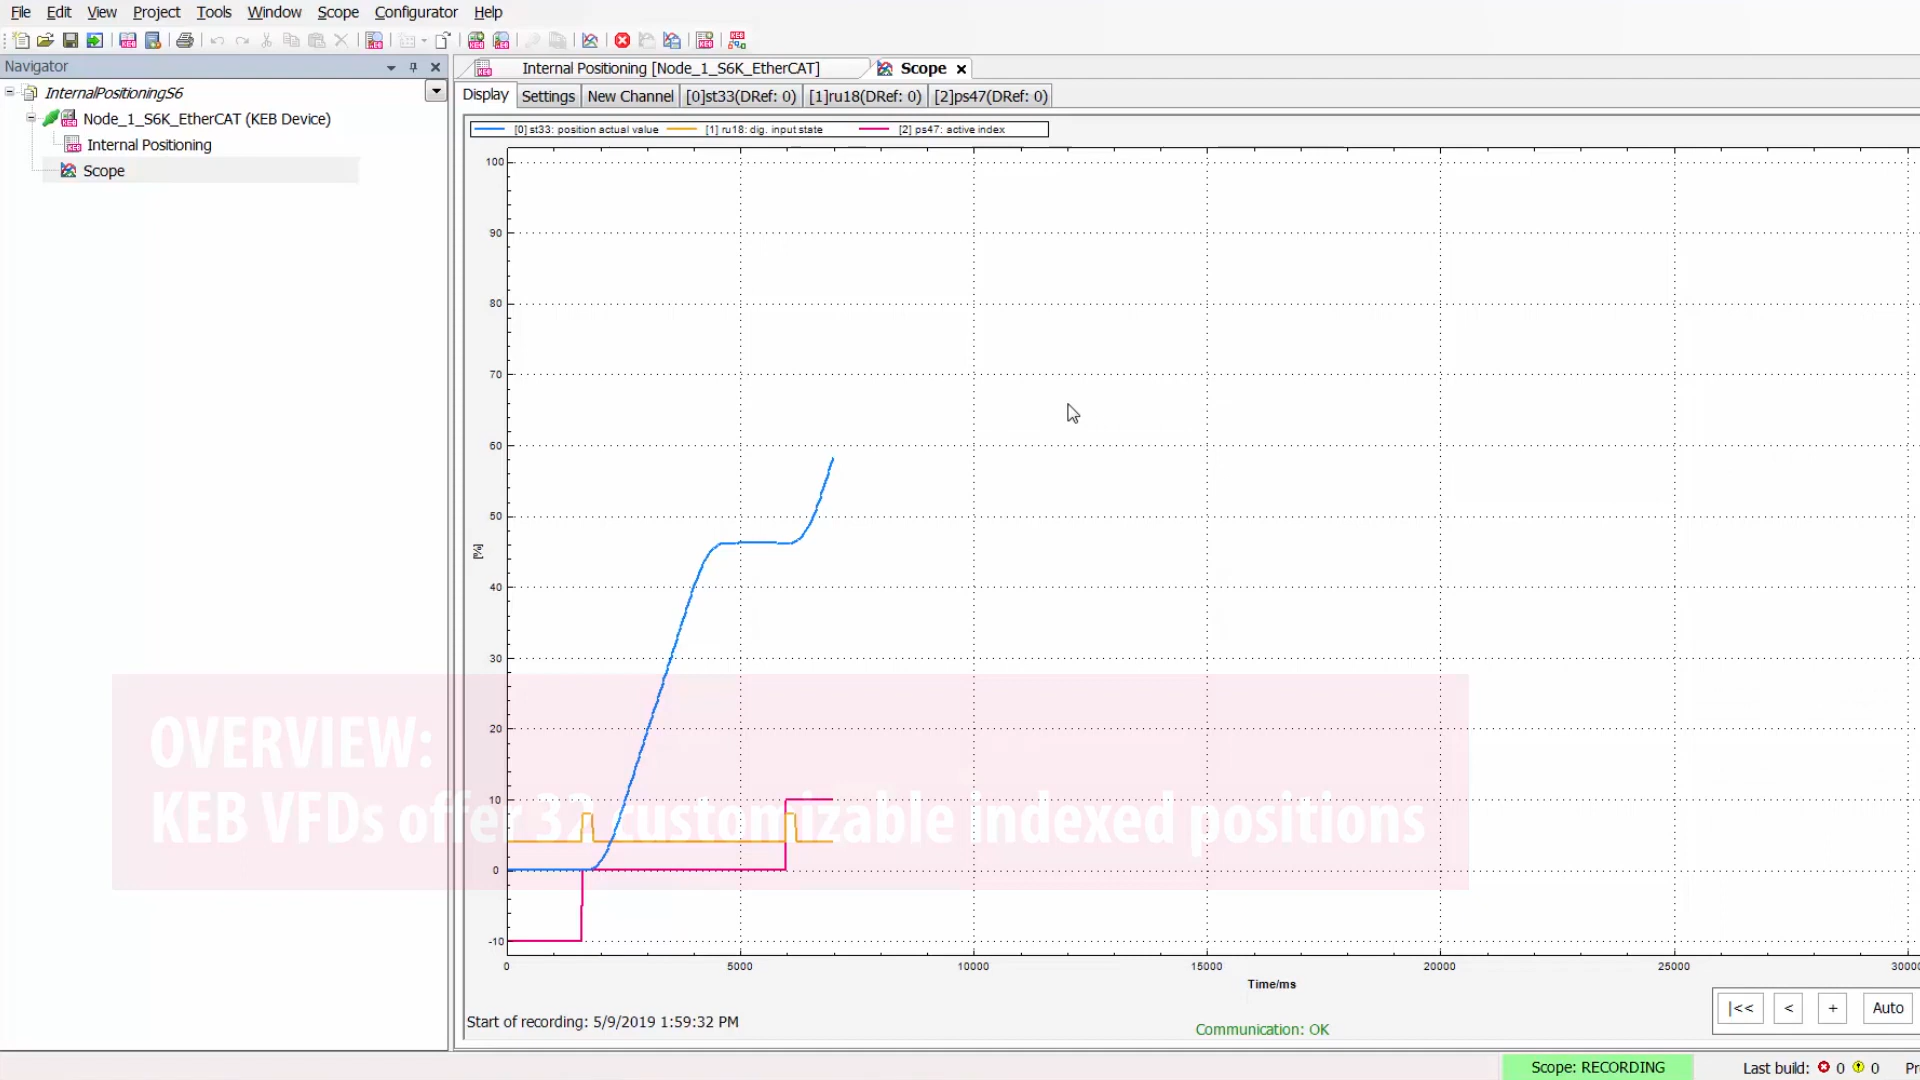 File Edit View Project Tools Window Scope Configurator Help
Navigator
InternalPositioningS6
Node_1_S6K_EtherCAT (KEB Device)
Internal Positioning
Scope
Internal Positioning [Node_1_S6K_EtherCAT]
Scope
Display Settings New Channel [0]st33(DRef: 0) [1]ru18(DRef: 0) [2]ps47(DRef: 0)
[0] st33: position actual value [1] ru18: dig. input state [2] ps47: active index
100
90
80
70
60
50
[%]
40
30
20
10
0
-10
0 5000 10000 15000 20000 25000 30000
Time/ms
OVERVIEW:
KEB VFDs offer 32 customizable indexed positions
Start of recording: 5/9/2019 1:59:32 PM
Communication: OK
|<< < + Auto
Scope: RECORDING Last build: 0 0 Pr